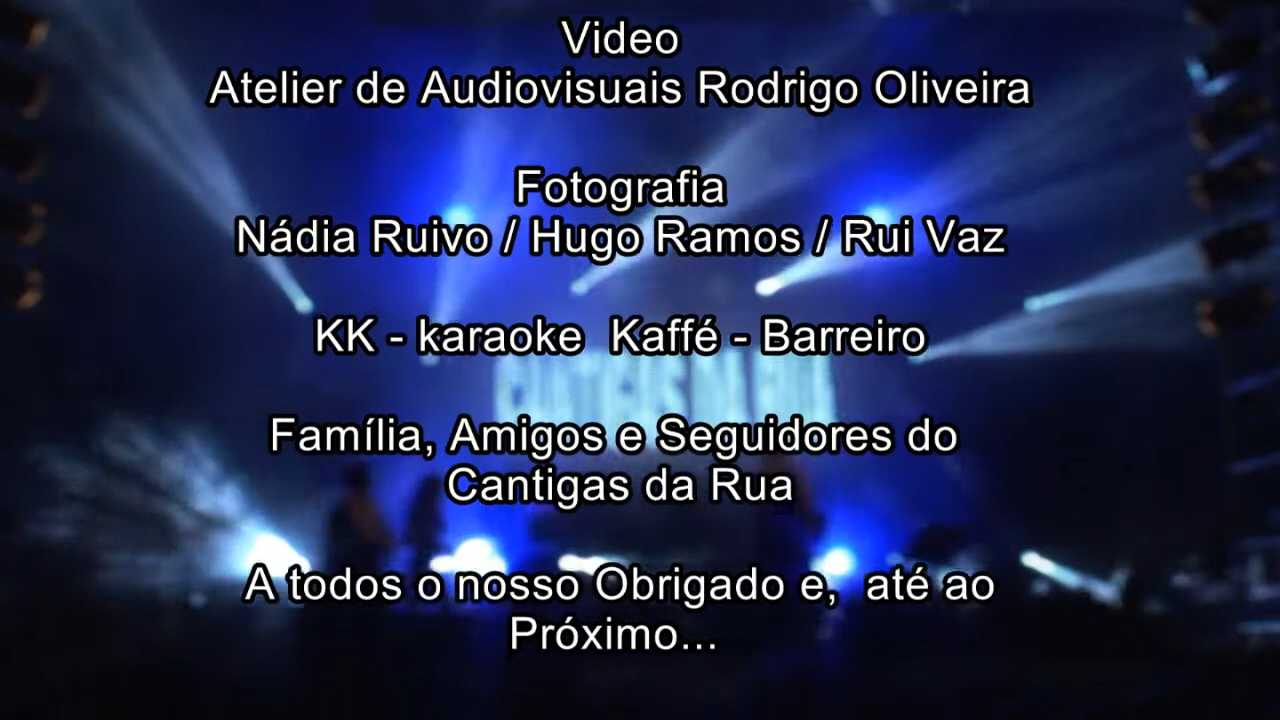 Video
Atelier de Audiovisuais Rodrigo Oliveira
Fotografia
Nádia Ruivo / Hugo Ramos / Rui Vaz
KK - karaoke  Kaffé - Barreiro
Família, Amigos e Seguidores do
Cantigas da Rua
A todos o nosso Obrigado e,  até ao
Próximo...